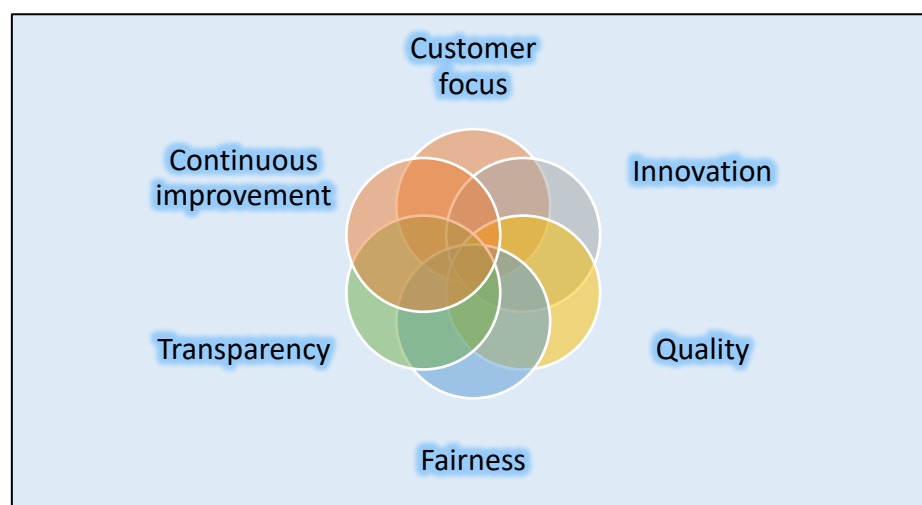 Customer
focus
Continuous
improvement
Innovation
Transparency
Quality
Fairness